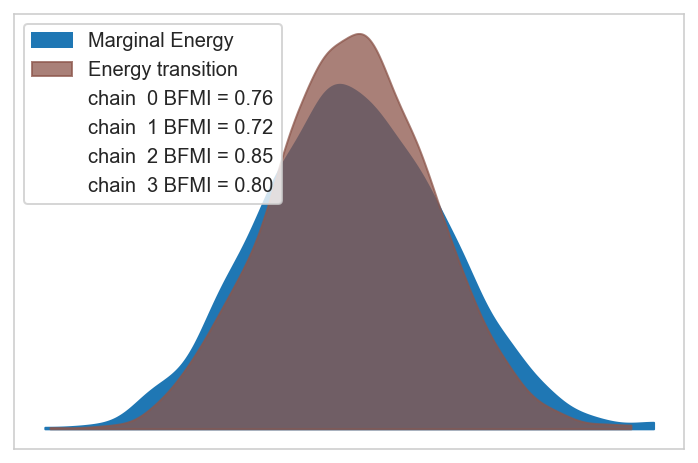 Marginal Energy
Energy transition
chain  0 BFMI = 0.76
chain  1 BFMI = 0.72
chain  2 BFMI = 0.85
chain  3 BFMI = 0.80